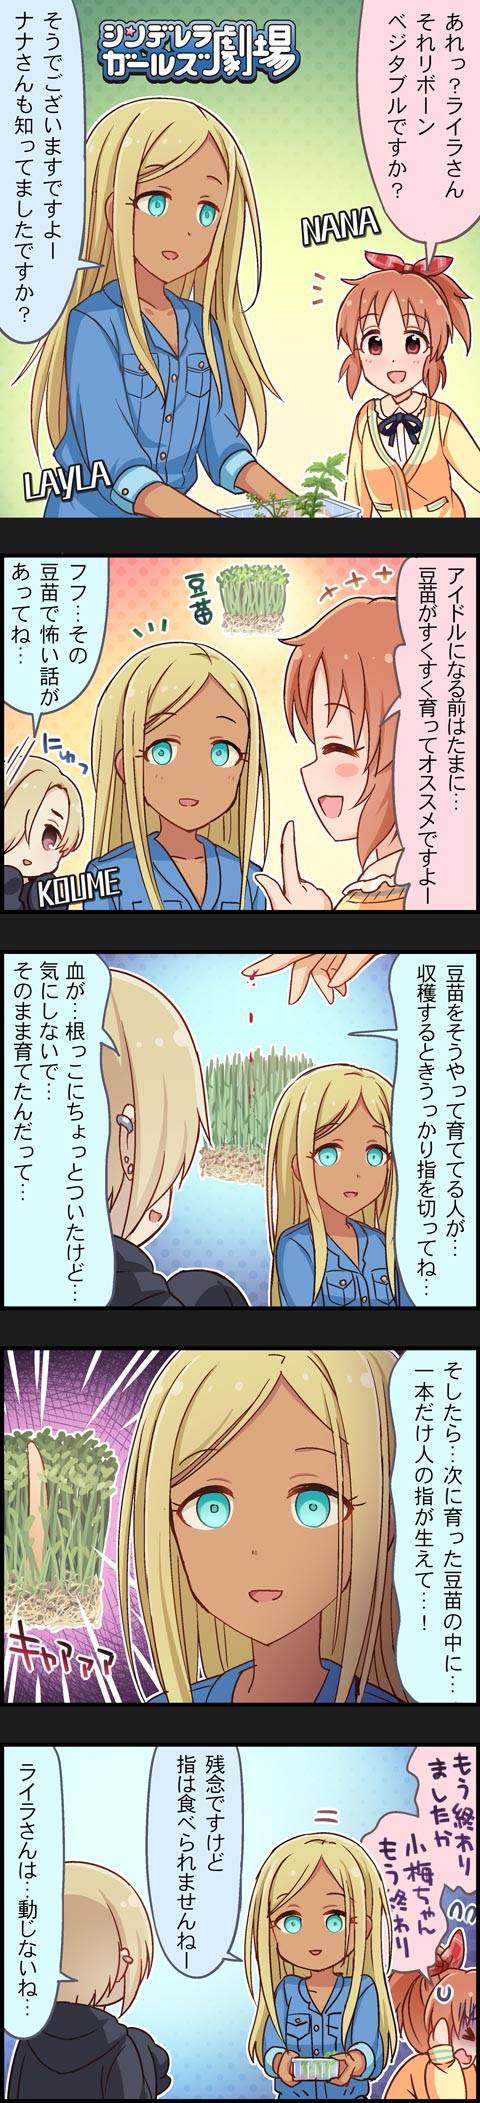 シンデレラ
ガールズ劇場
あれっ？ライラさん
それリボーン
ベジタブルですか？
NANA
そうでございますですよー
ナナさんも知ってましたですか？
LAYLA
アイドルになる前はたまに…
豆苗がすくすく育ってオススメですよー
豆苗
フフ…その
豆苗で怖い話が
あってね…
にゅっ
KOUME
豆苗をそうやって育ててる人が…
収穫するときうっかり指を切ってね…
血が…根っこにちょっとついたけど…
気にしないで…
そのまま育てたんだって…
そしたら…次に育った豆苗の中に…
一本だけ人の指が生えて…！
キャアアア
もう終わり
ましたか
小梅ちゃん
もう終わり
残念ですけど
指は食べられませんねー
ライラさんは…動じないね…